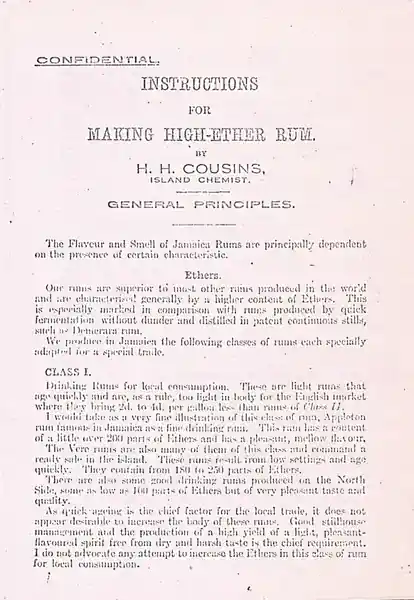 CONFIDENTIAL.
INSTRUCTIONS
FOR
MAKING HIGH-ETHER RUM.
BY
H. H. COUSINS,
ISLAND CHEMIST.
GENERAL PRINCIPLES.
The Flavour and Smell of Jamaica Rums are principally dependent
on the presence of certain characteristic.
Ethers.
Our rums are superior to most other rums produced in the world
and are characterised generally by a higher content of Ethers. This
is especially marked in comparison with rums produced by quick
fermentation without dunder and distilled in patent continuous stills,
such as Demerara rum.
We produce in Jamaica the following classes of rums each specially
adapted for a special trade.
CLASS I.
Drinking Rums for local consumption. These are light rums that
age quickly and are, as a rule, too light in body for the English market
where they bring 2d. to 4d. per gallon less than rums of Class II.
I would take as a very fine illustration of this class of rum, Appleton
rum famous in Jamaica as a fine drinking rum. This rum has a content
of a little over 200 parts of Ethers and has a pleasant, mellow flavour.
The Vere rums are also many of them of this class and command a
ready sale in the island. These rums result from low settings and age
quickly. They contain from 180 to 250 parts of Ethers.
There are also some good drinking rums produced on the North
Side, some as low as 100 parts of Ethers but of very pleasant taste and
quality.
As quick ageing is the chief factor for the local trade, it does not
appear desirable to increase the body of these rums. Good stillhouse
management and the production of a high yield of a light, pleasant-
flavoured spirit free from dry and harsh taste is the chief requirement.
I do not advocate any attempt to increase the Ethers in this class of rum
for local consumption.